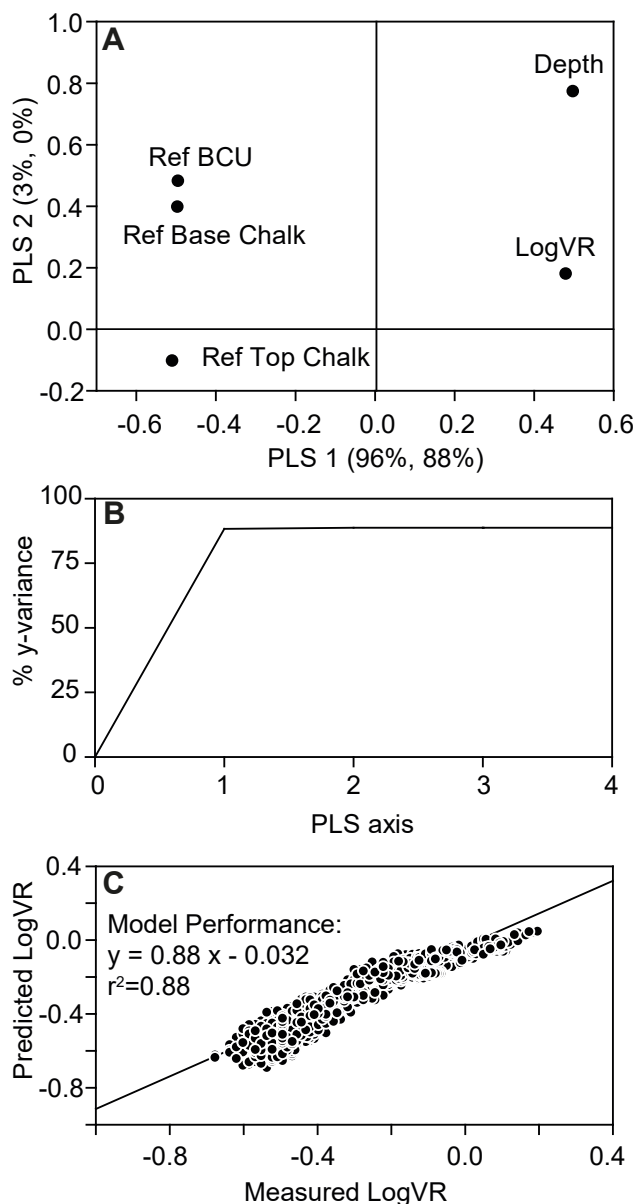 A
1.0
0.8
0.6
0.4
0.2
0.0
-0.2
PLS 2 (3%, 0%)
Depth
Ref BCU
Ref Base Chalk
LogVR
Ref Top Chalk
-0.6 -0.4 -0.2 0.0 0.2 0.4 0.6
PLS 1 (96%, 88%)
B
100
75
50
25
0
% y-variance
0 1 2 3 4
PLS axis
C
0.4
0.0
-0.4
-0.8
Predicted LogVR
Model Performance:
y = 0.88 x - 0.032
r²=0.88
-0.8 -0.4 0.0 0.4
Measured LogVR